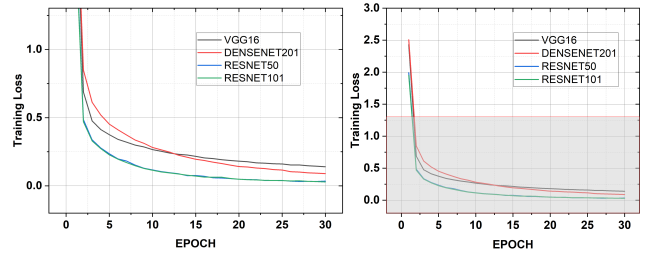 1.0
0.5
0.0
Training Loss
VGG16
DENSENET201
RESNET50
RESNET101
0 5 10 15 20 25 30
EPOCH
3.0
2.5
2.0
1.5
1.0
0.5
0.0
Training Loss
VGG16
DENSENET201
RESNET50
RESNET101
0 5 10 15 20 25 30
EPOCH